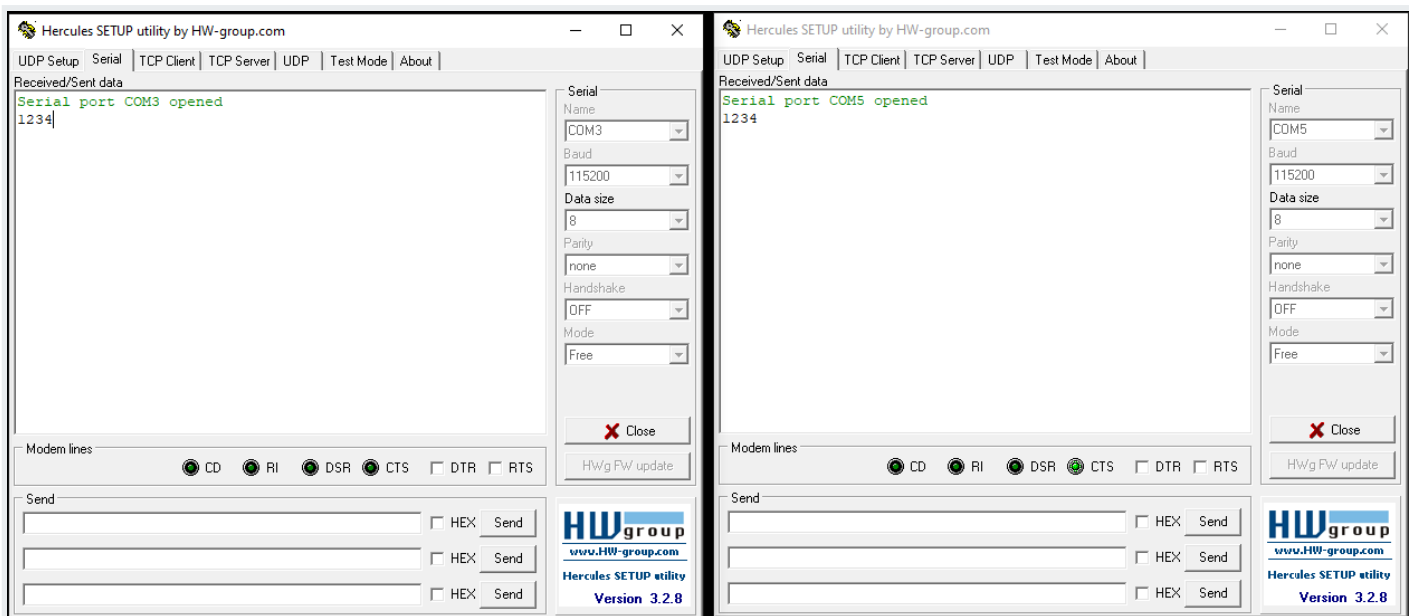 Hercules SETUP utility by HW-group.com
UDP Setup Serial TCP Client TCP Server UDP Test Mode About
Received/Sent data
Serial port COM3 opened
1234
Serial
Name
COM3
Baud
115200
Data size
8
Parity
none
Handshake
OFF
Mode
Free
Close
HWg FW update
Modem lines
CD RI DSR CTS DTR RTS
Send
HEX Send
HEX Send
HEX Send
HW group
www.HW-group.com
Hercules SETUP utility
Version 3.2.8
Hercules SETUP utility by HW-group.com
UDP Setup Serial TCP Client TCP Server UDP Test Mode About
Received/Sent data
Serial port COM5 opened
1234
Serial
Name
COM5
Baud
115200
Data size
8
Parity
none
Handshake
OFF
Mode
Free
Close
HWg FW update
Modem lines
CD RI DSR CTS DTR RTS
Send
HEX Send
HEX Send
HEX Send
HW group
www.HW-group.com
Hercules SETUP utility
Version 3.2.8